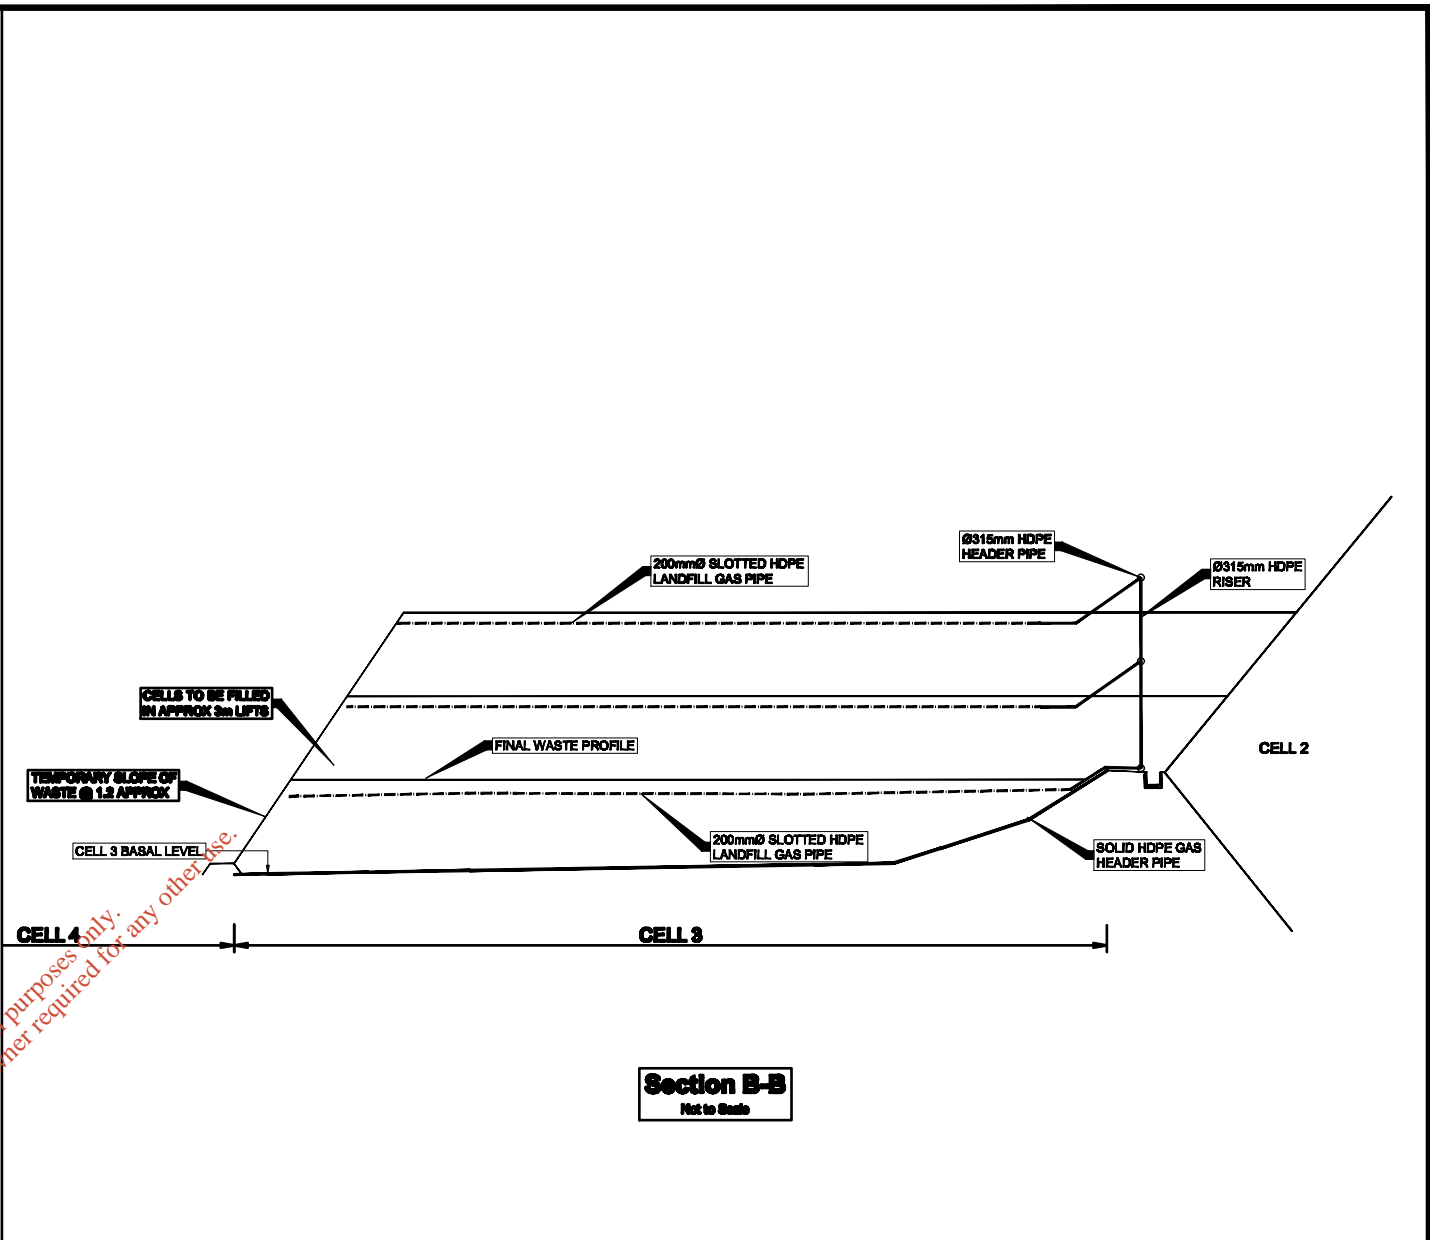 Ø315mm HDPE
HEADER PIPE
200mmØ SLOTTED HDPE
LANDFILL GAS PIPE
Ø315mm HDPE
RISER
CELLS TO BE FILLED
IN APPROX 3m LIFTS
FINAL WASTE PROFILE
CELL 2
TEMPORARY SLOPE OF
WASTE @ 1.2 APPROX
200mmØ SLOTTED HDPE
LANDFILL GAS PIPE
SOLID HDPE GAS
HEADER PIPE
CELL 3 BASAL LEVEL
CELL 4
CELL 3
purposes only.
required for any other use.
Section B-B
Not to Scale